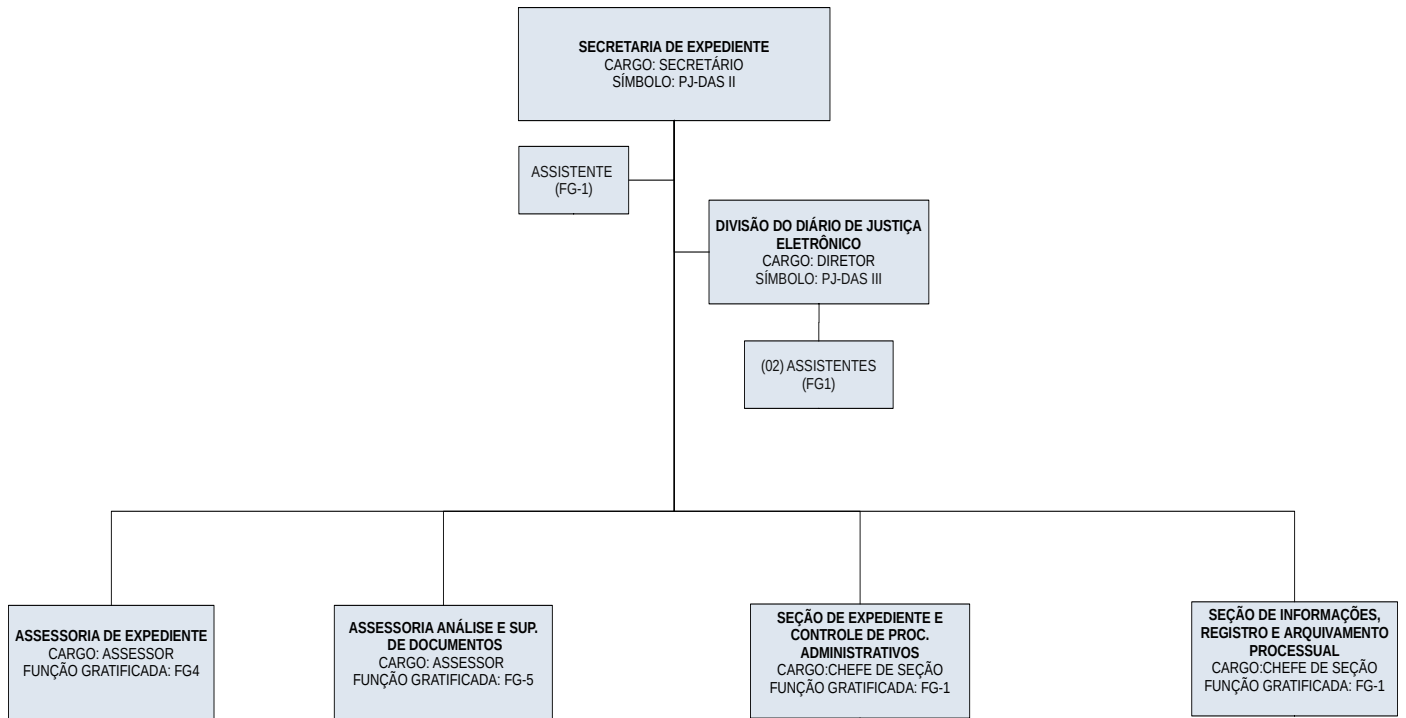 SECRETARIA DE EXPEDIENTE
CARGO: SECRETÁRIO
SÍMBOLO: PJ-DAS II
ASSISTENTE
(FG-1)
DIVISÃO DO DIÁRIO DE JUSTIÇA
ELETRÔNICO
CARGO: DIRETOR
SÍMBOLO: PJ-DAS III
(02) ASSISTENTES
(FG1)
ASSESSORIA DE EXPEDIENTE
CARGO: ASSESSOR
FUNÇÃO GRATIFICADA: FG4
ASSESSORIA ANÁLISE E SUP.
DE DOCUMENTOS
CARGO: ASSESSOR
FUNÇÃO GRATIFICADA: FG-5
SEÇÃO DE EXPEDIENTE E
CONTROLE DE PROC.
ADMINISTRATIVOS
CARGO:CHEFE DE SEÇÃO
FUNÇÃO GRATIFICADA: FG-1
SEÇÃO DE INFORMAÇÕES,
REGISTRO E ARQUIVAMENTO
PROCESSUAL
CARGO:CHEFE DE SEÇÃO
FUNÇÃO GRATIFICADA: FG-1